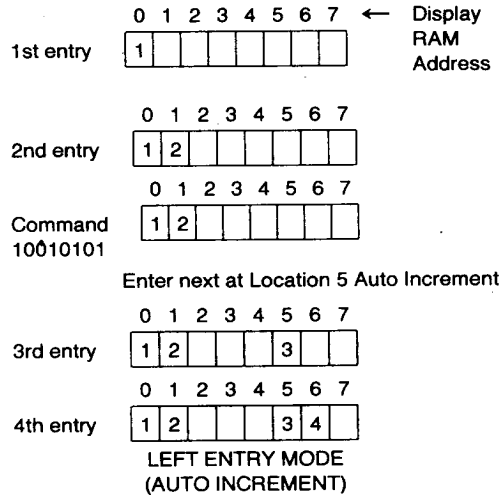 0 1 2 3 4 5 6 7 ← Display
RAM
Address
1st entry 1
0 1 2 3 4 5 6 7
2nd entry 1 2
0 1 2 3 4 5 6 7
Command 1 2
10010101
Enter next at Location 5 Auto Increment
0 1 2 3 4 5 6 7
3rd entry 1 2 3
0 1 2 3 4 5 6 7
4th entry 1 2 3 4
LEFT ENTRY MODE
(AUTO INCREMENT)